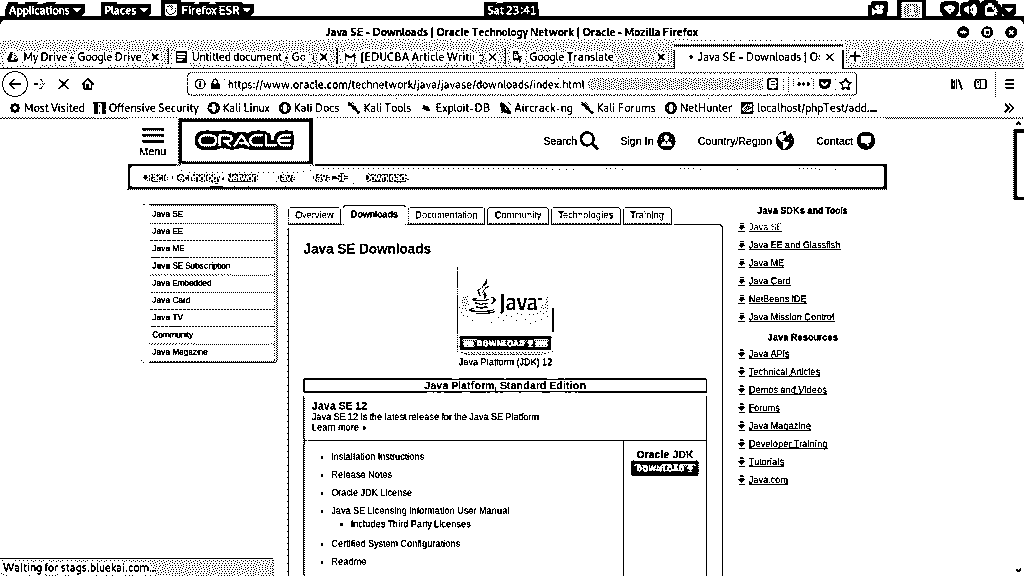 Applications Places Firefox ESR Sat 23:41
Java SE - Downloads | Oracle Technology Network | Oracle - Mozilla Firefox
My Drive - Google Drive Untitled document - Go [EDUCBA Article Writi Google Translate Java SE - Downloads | O
https://www.oracle.com/technetwork/java/javase/downloads/index.html
Most Visited Offensive Security Kali Linux Kali Docs Kali Tools Exploit-DB Aircrack-ng Kali Forums NetHunter localhost/phpTest/add...
Menu ORACLE Search Sign In Country/Region Contact
Oracle Technology Network Java Java SE Downloads
Java SE
Java EE
Java ME
Java SE Subscription
Java Embedded
Java Card
Java TV
Community
Java Magazine
Overview Downloads Documentation Community Technologies Training
Java SE Downloads
Java
DOWNLOAD
Java Platform (JDK) 12
Java Platform, Standard Edition
Java SE 12
Java SE 12 is the latest release for the Java SE Platform
Learn more
Installation Instructions
Release Notes
Oracle JDK License
Java SE Licensing Information User Manual
Includes Third Party Licenses
Certified System Configurations
Readme
Oracle JDK
DOWNLOAD
Java SDKs and Tools
Java SE
Java EE and Glassfish
Java ME
Java Card
NetBeans IDE
Java Mission Control
Java Resources
Java APIs
Technical Articles
Demos and Videos
Forums
Java Magazine
Developer Training
Tutorials
Java.com
Waiting for stags.bluekai.com...